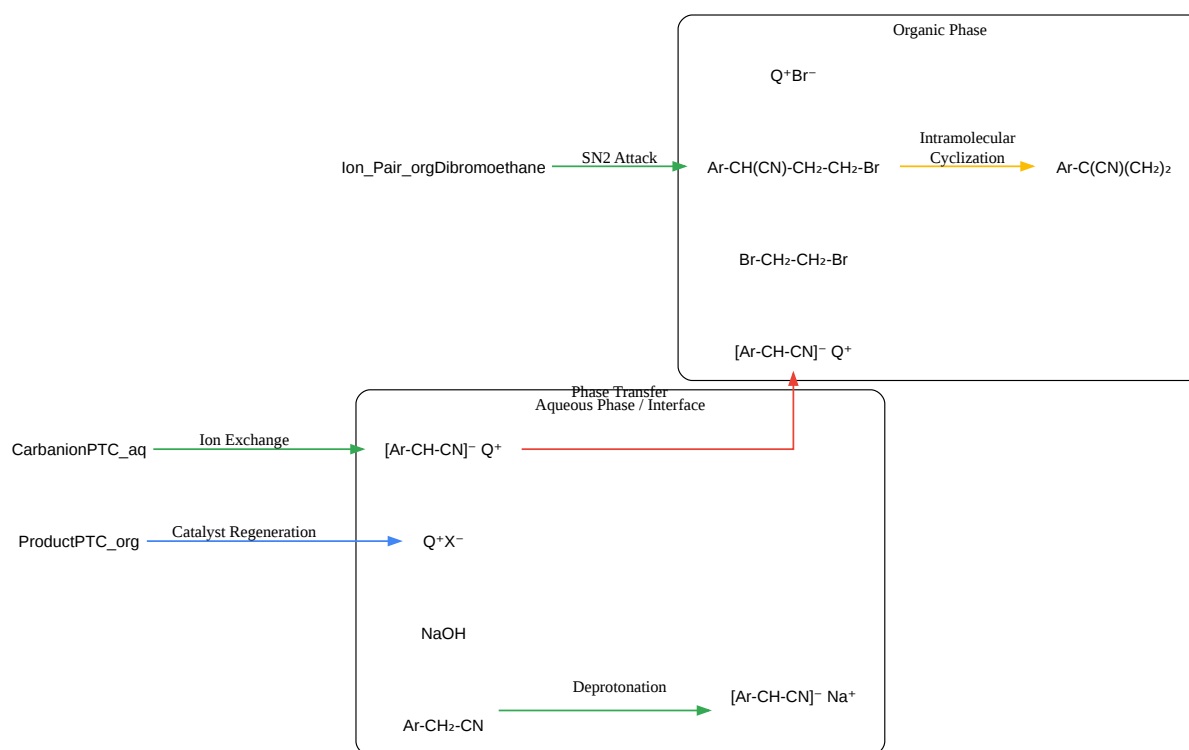 Organic Phase
Q⁺Br⁻
Ion_Pair_orgDibromoethane
SN2 Attack
Ar-CH(CN)-CH₂-CH₂-Br
Intramolecular
Cyclization
Ar-C(CN)(CH₂)₂
Br-CH₂-CH₂-Br
[Ar-CH-CN]⁻ Q⁺
Phase Transfer
Aqueous Phase / Interface
CarbanionPTC_aq
Ion Exchange
[Ar-CH-CN]⁻ Q⁺
ProductPTC_org
Catalyst Regeneration
Q⁺X⁻
NaOH
Ar-CH₂-CN
Deprotonation
[Ar-CH-CN]⁻ Na⁺